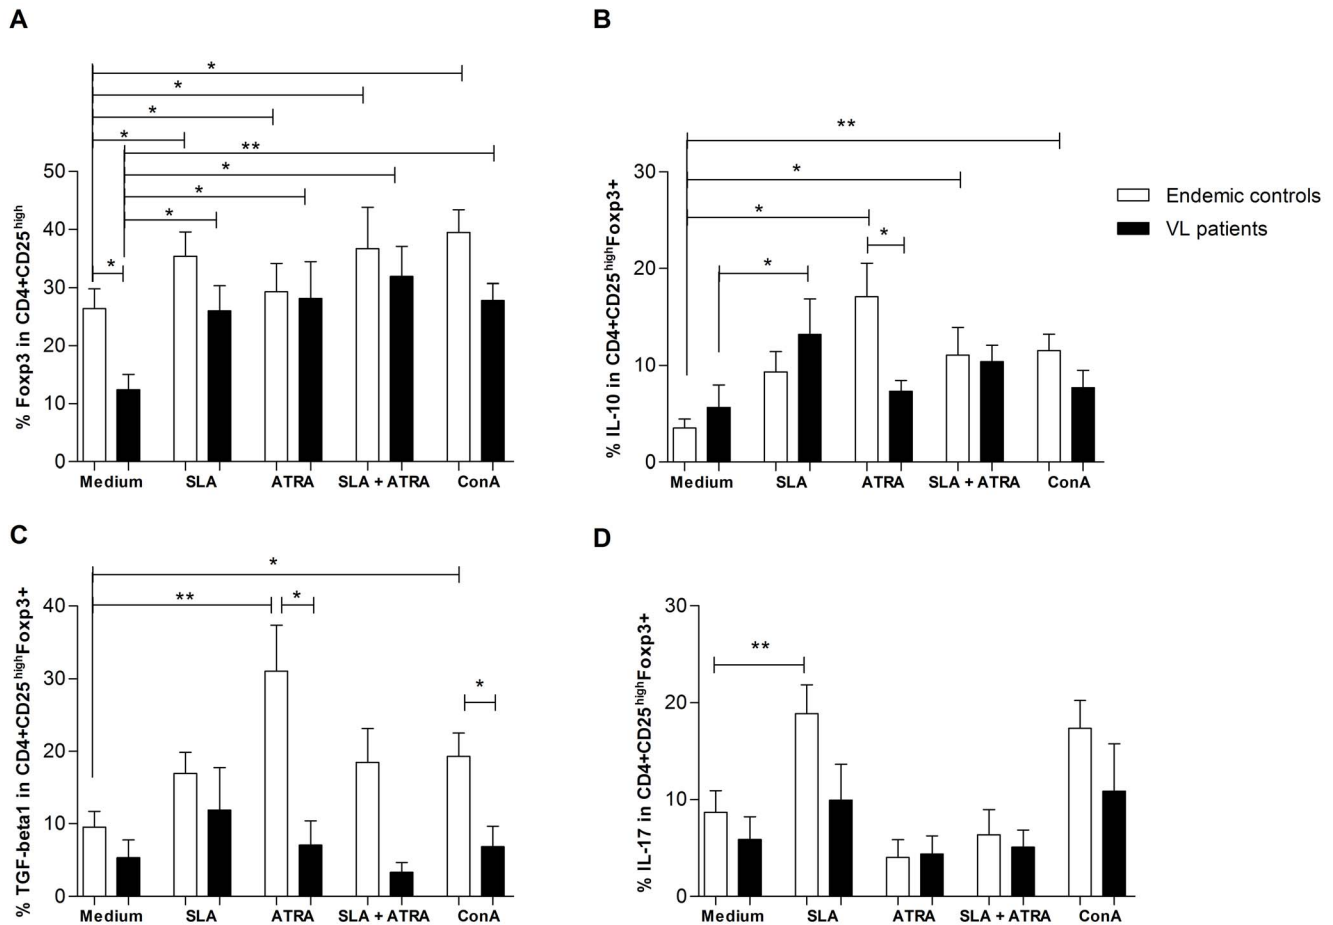 A
B
* 
*
*
*
**
*
*
*
*
50
40
30
20
10
0
% Foxp3 in CD4+CD25high
Medium SLA ATRA SLA + ATRA ConA
**
*
*
*
*
30
20
10
0
% IL-10 in CD4+CD25highFoxp3+
Medium SLA ATRA SLA + ATRA ConA
Endemic controls
VL patients
C
D
*
**
*
*
40
30
20
10
0
% TGF-beta1 in CD4+CD25highFoxp3+
Medium SLA ATRA SLA + ATRA ConA
**
30
20
10
0
% IL-17 in CD4+CD25highFoxp3+
Medium SLA ATRA SLA + ATRA ConA